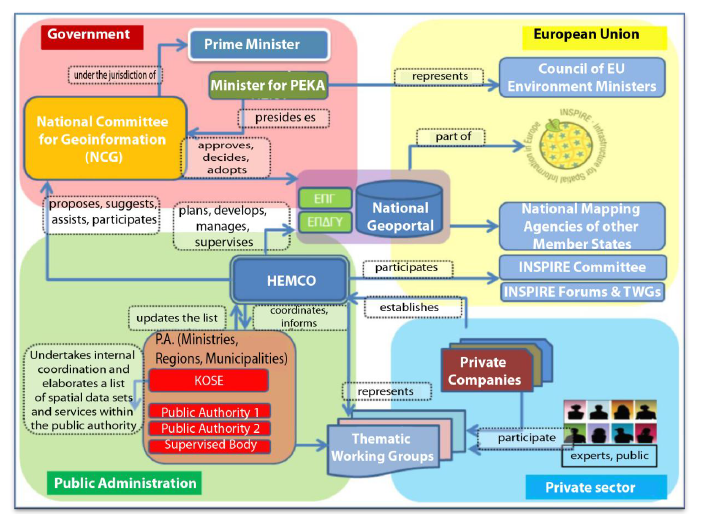 Government
European Union
Prime Minister
under the jurisdiction of
Minister for PEKA
represents
Council of EU
Environment Ministers
National Committee
for Geoinformation
(NCG)
presides es
approves,
decides,
adopts
part of
INSPIRE - Infrastructure for Spatial Information in Europe
proposes, suggests,
assists, participates
plans, develops,
manages,
supervises
ΕΠΓ
ΕΠΔΓΥ
National
Geoportal
National Mapping
Agencies of other
Member States
HEMCO
participates
INSPIRE Committee
INSPIRE Forums & TWGs
updates the list
coordinates,
informs
establishes
P.A. (Ministries,
Regions, Municipalities)
Undertakes internal
coordination and
elaborates a list
of spatial data sets
and services within
the public authority
KOSE
Public Authority 1
Public Authority 2
Supervised Body
Private
Companies
represents
Thematic
Working Groups
participate
experts, public
Public Administration
Private sector